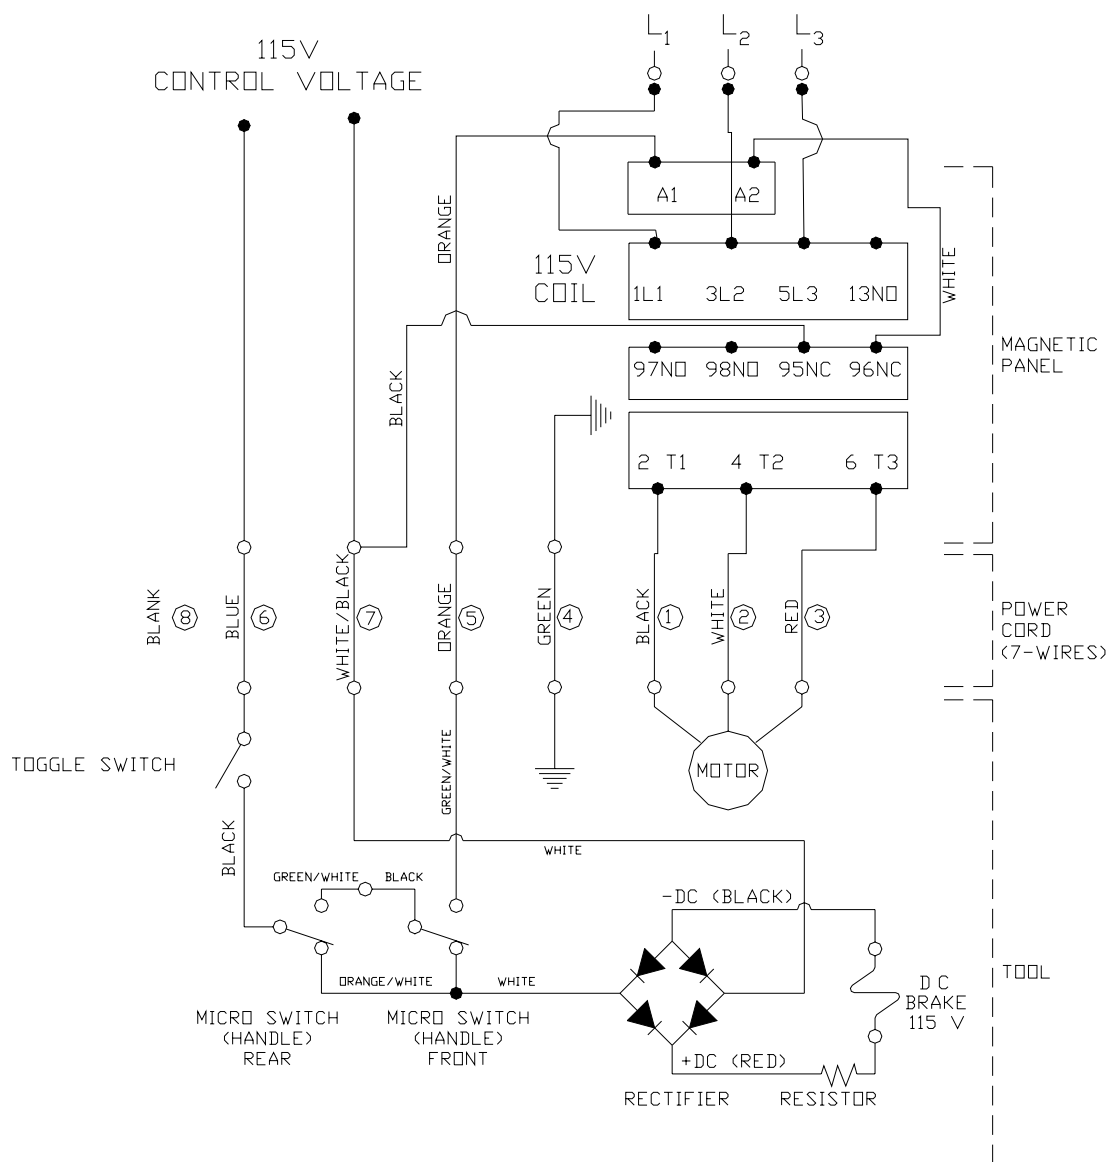 115V
CONTROL VOLTAGE
L1
L2
L3
A1
A2
ORANGE
115V
COIL
1L1
3L2
5L3
13NO
WHITE
97NO
98NO
95NC
96NC
MAGNETIC
PANEL
BLACK
2 T1
4 T2
6 T3
BLANK
8
BLUE
6
WHITE/BLACK
7
ORANGE
5
GREEN
4
BLACK
1
WHITE
2
RED
3
POWER
CORD
(7-WIRES)
TOGGLE SWITCH
GREEN/WHITE
MOTOR
BLACK
WHITE
GREEN/WHITE
BLACK
-DC (BLACK)
ORANGE/WHITE
WHITE
TOOL
DC
BRAKE
115 V
MICRO SWITCH
(HANDLE)
REAR
MICRO SWITCH
(HANDLE)
FRONT
+DC (RED)
RECTIFIER
RESISTOR